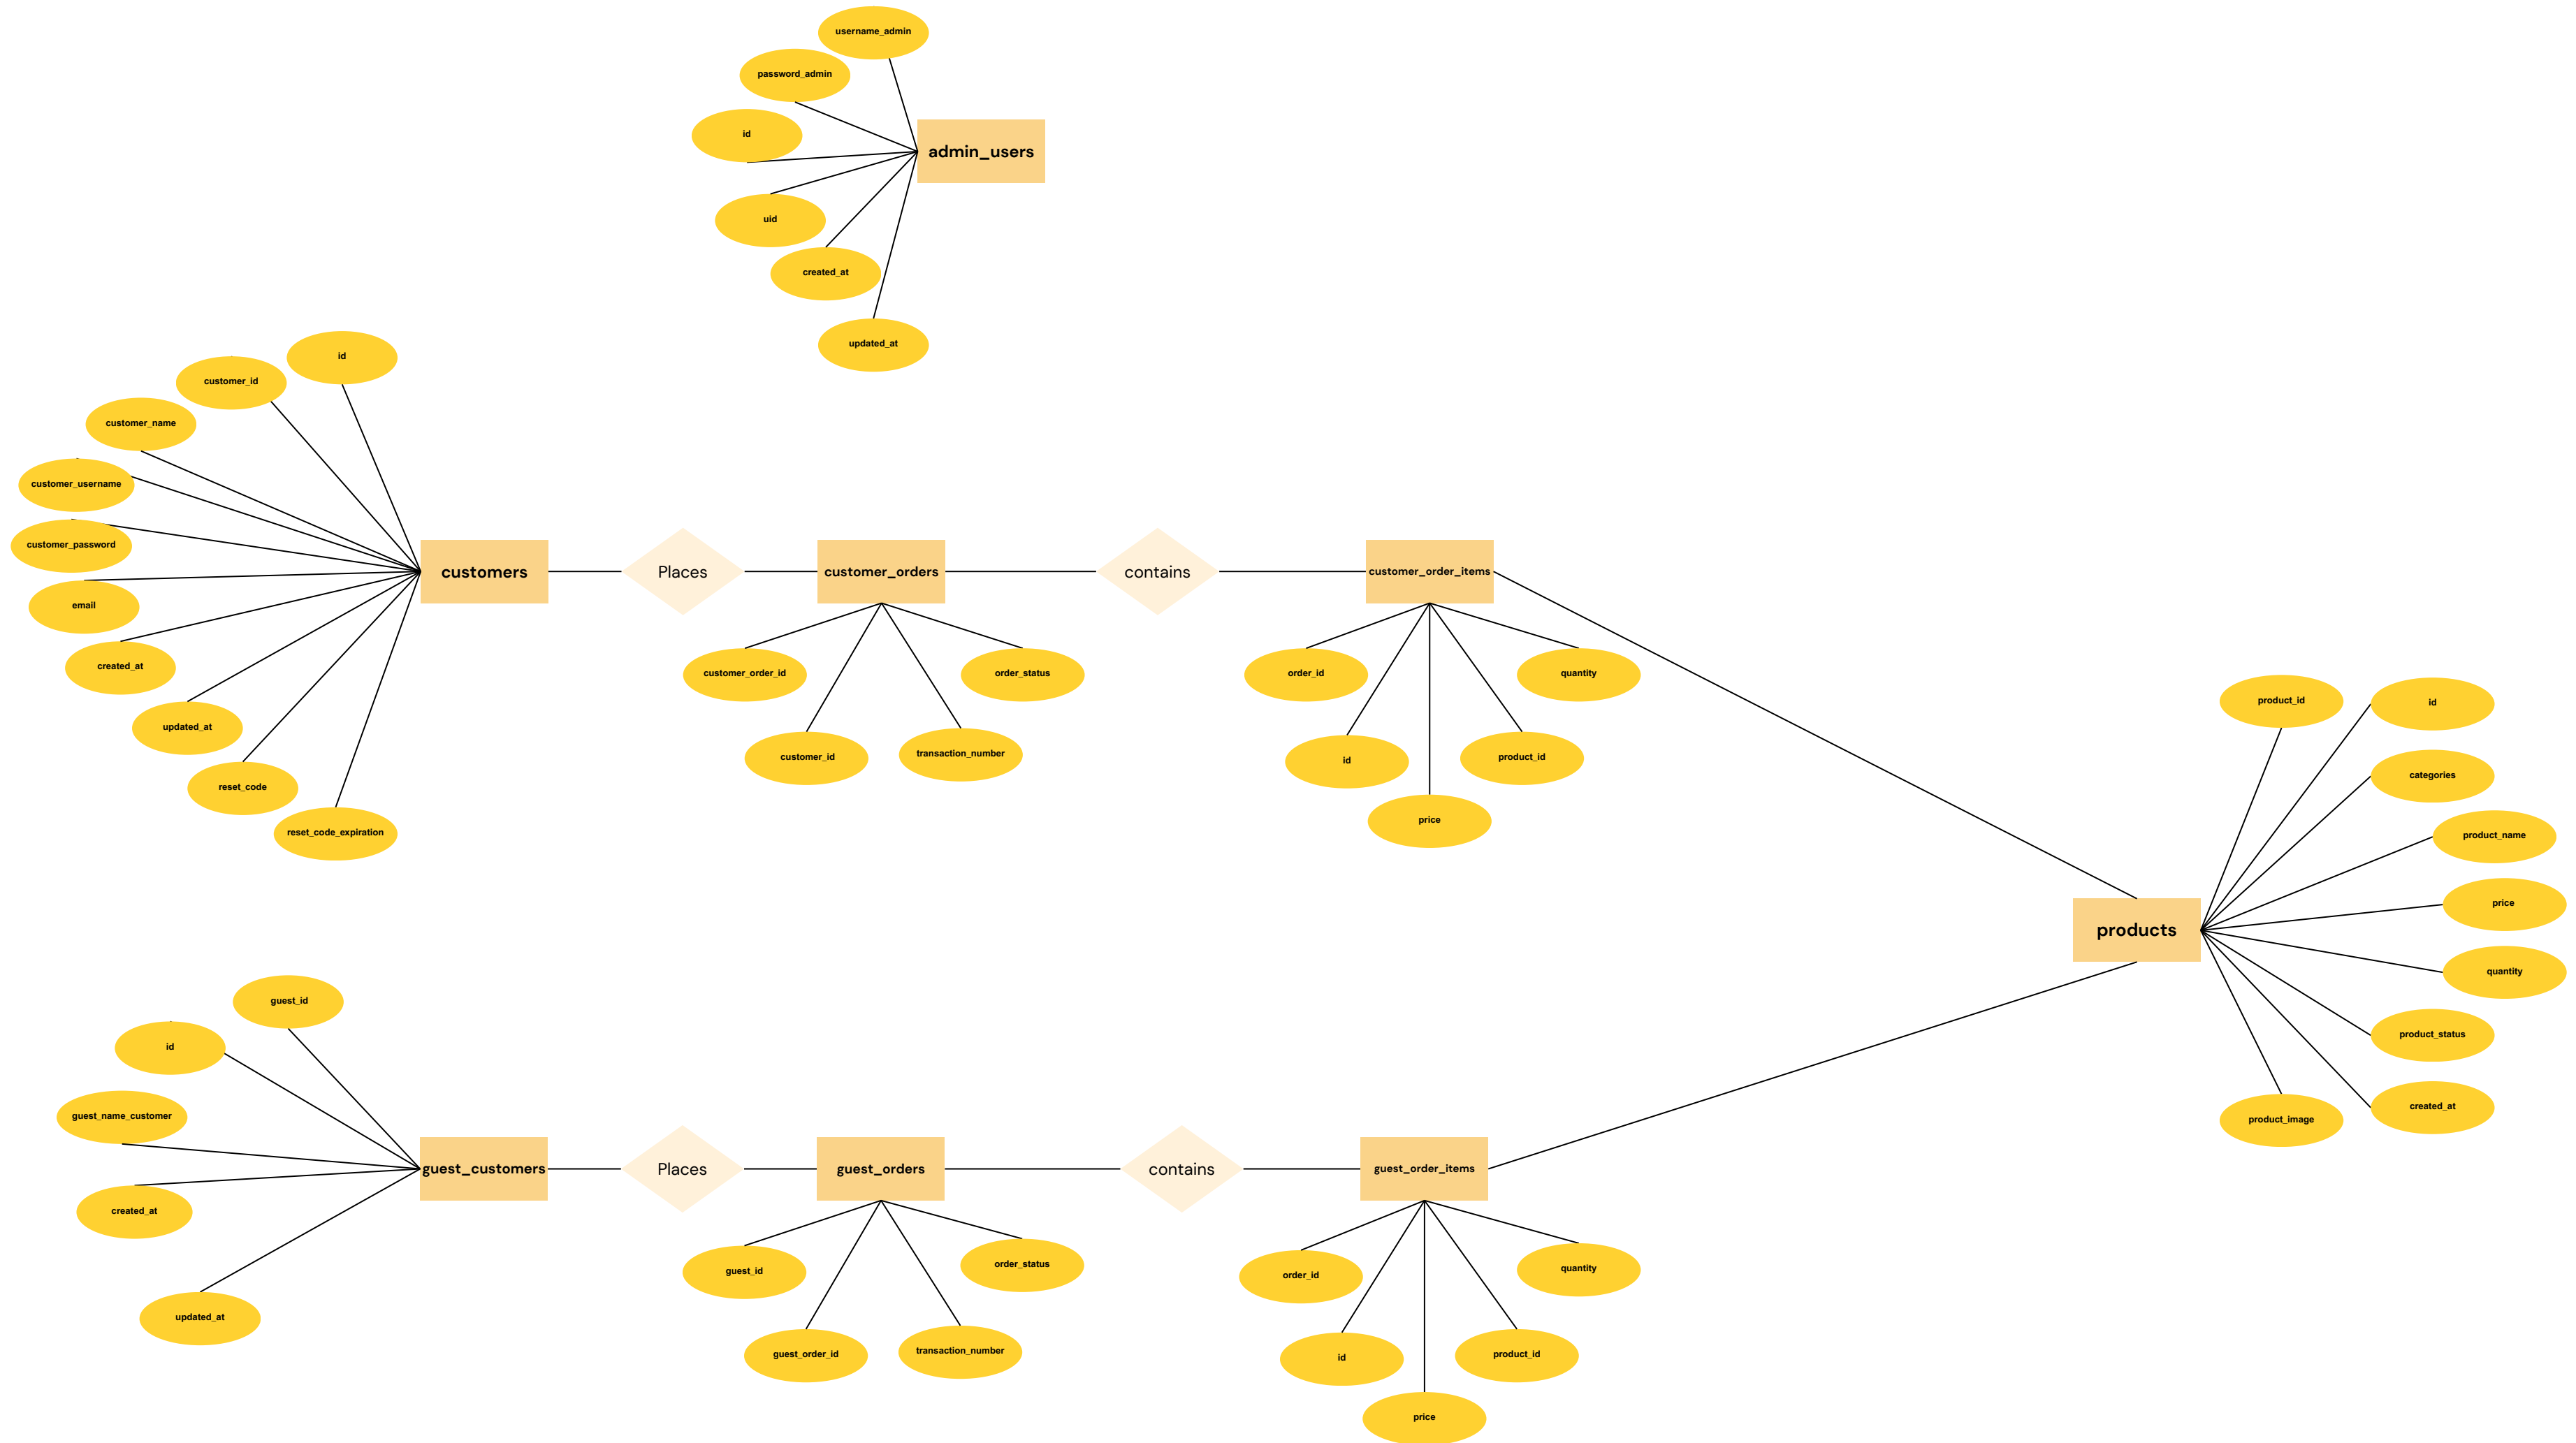 username_admin
password_admin
id
admin_users
uid
created_at
updated_at
id
customer_id
customer_name
customer_username
customer_password
email
created_at
updated_at
reset_code
reset_code_expiration
customers
Places
customer_orders
contains
customer_order_items
customer_order_id
order_status
customer_id
transaction_number
order_id
quantity
id
product_id
price
product_id
id
categories
product_name
price
products
quantity
product_status
created_at
product_image
guest_id
id
guest_name_customer
created_at
updated_at
guest_customers
Places
guest_orders
contains
guest_order_items
guest_id
order_status
guest_order_id
transaction_number
order_id
quantity
id
product_id
price